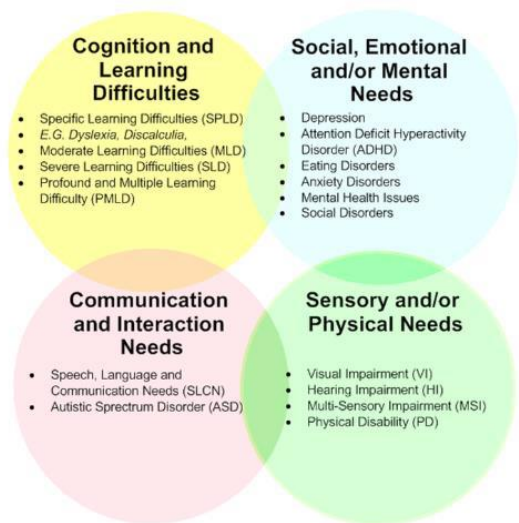 Cognition and
Learning
Difficulties
• Specific Learning Difficulties (SPLD)
• E.G. Dyslexia, Discalculia,
• Moderate Learning Difficulties (MLD)
• Severe Learning Difficulties (SLD)
• Profound and Multiple Learning
Difficulty (PMLD)
Social, Emotional
and/or Mental
Needs
• Depression
• Attention Deficit Hyperactivity
Disorder (ADHD)
• Eating Disorders
• Anxiety Disorders
• Mental Health Issues
• Social Disorders
Communication
and Interaction
Needs
• Speech, Language and
Communication Needs (SLCN)
• Autistic Spectrum Disorder (ASD)
Sensory and/or
Physical Needs
• Visual Impairment (VI)
• Hearing Impairment (HI)
• Multi-Sensory Impairment (MSI)
• Physical Disability (PD)